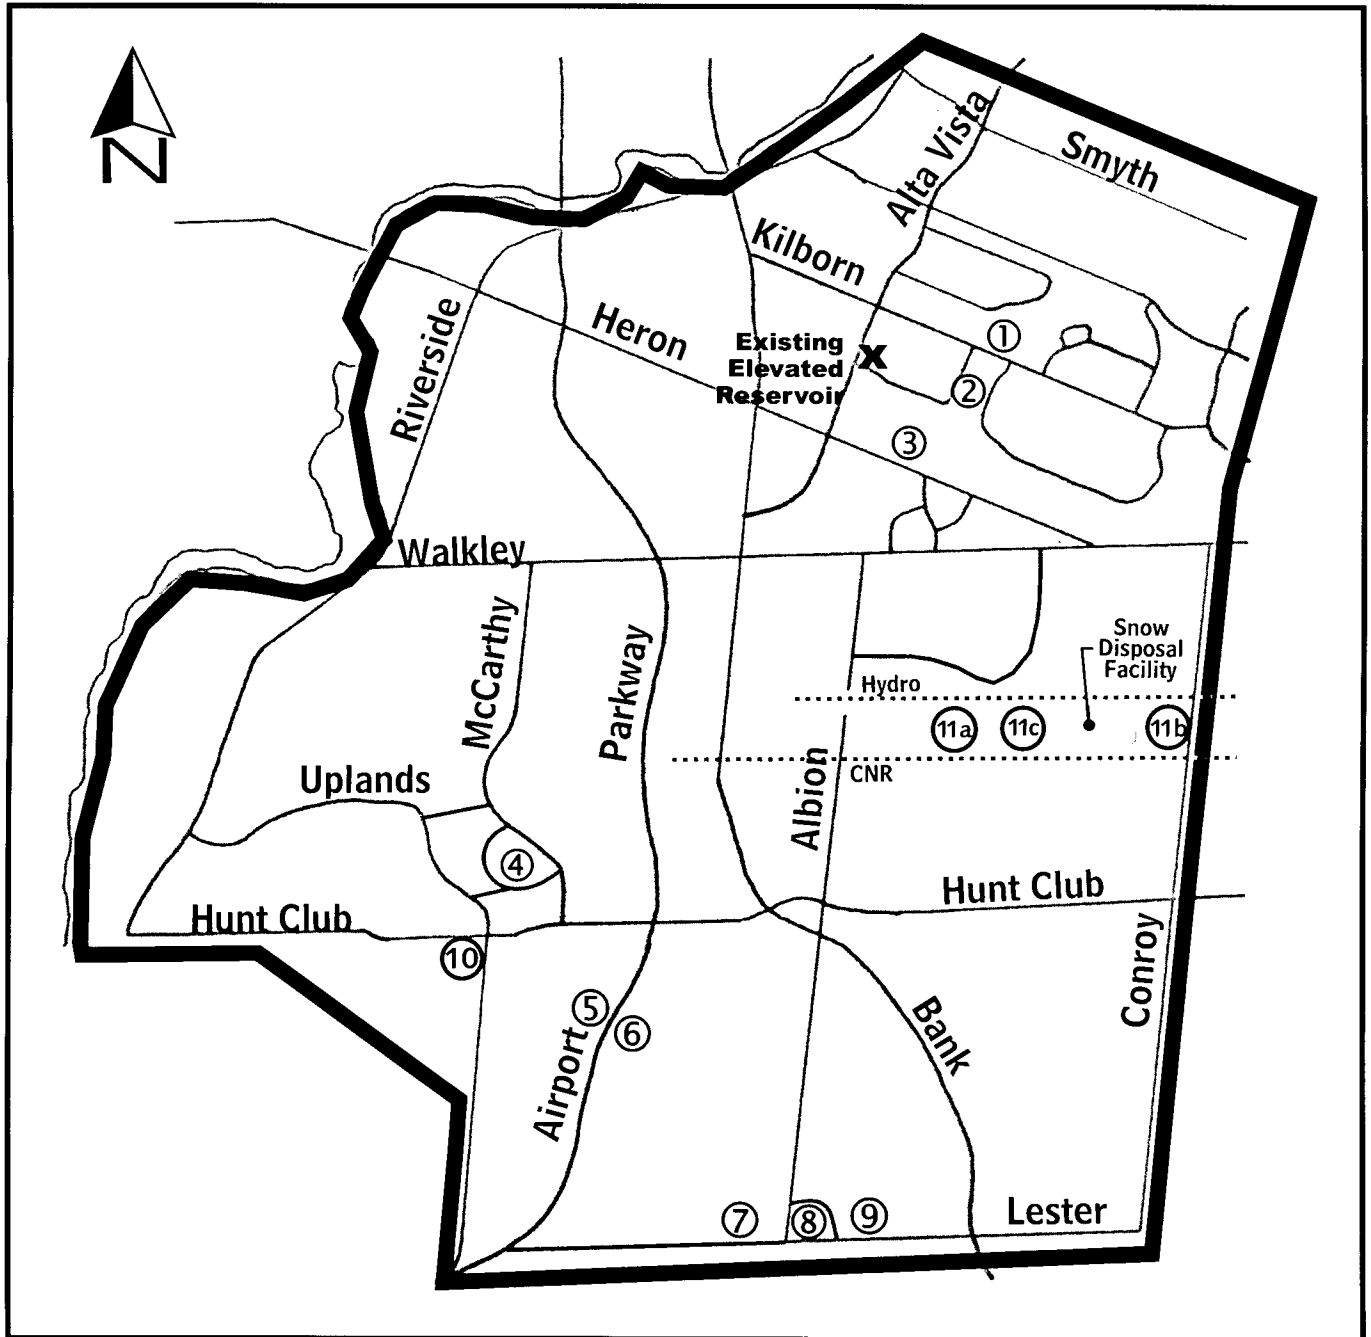 N
Smyth
Alta Vista
Kilborn
Heron
Riverside
Existing
Elevated
Reservoir
X
1
2
3
Walkley
McCarthy
Parkway
Snow
Disposal
Facility
Hydro
11a
11c
11b
CNR
Albion
Uplands
4
Hunt Club
Hunt Club
Conroy
10
5
6
Airport
Bank
7
8
9
Lester